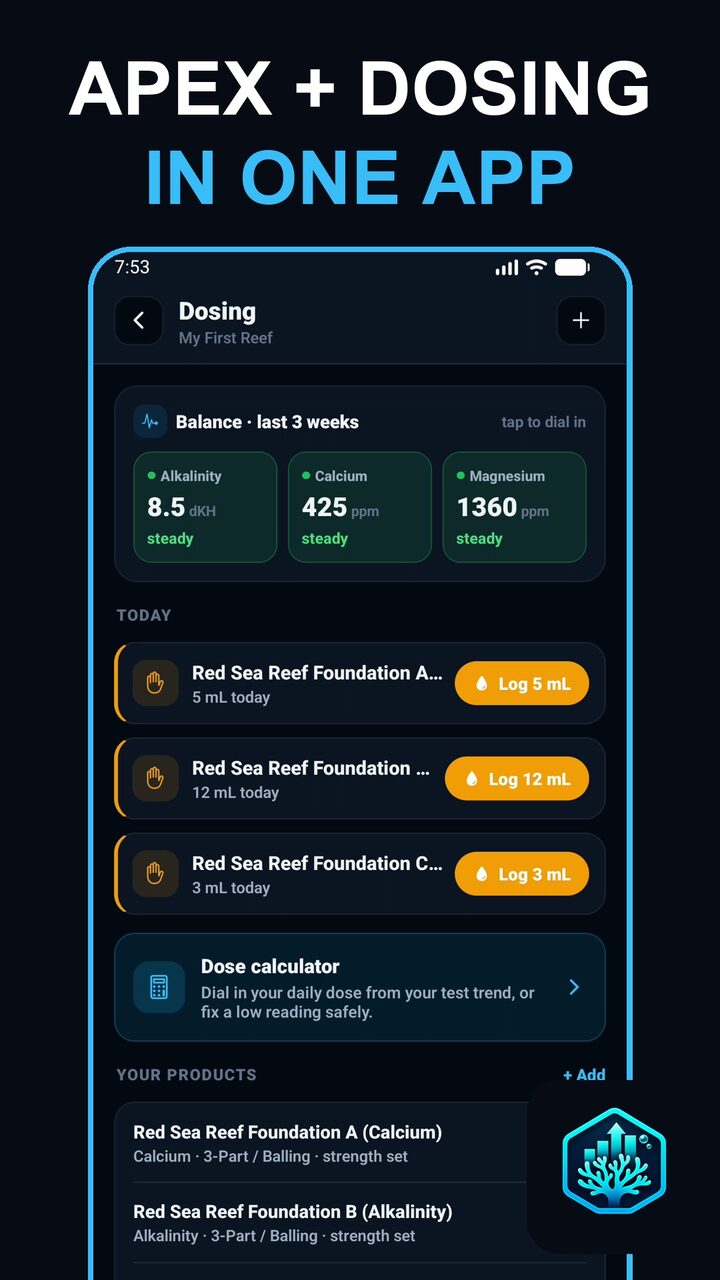 APEX + DOSING
IN ONE APP
7:53
Dosing
My First Reef
Balance · last 3 weeks
tap to dial in
Alkalinity
8.5 dKH
steady
Calcium
425 ppm
steady
Magnesium
1360 ppm
steady
TODAY
Red Sea Reef Foundation A...
5 mL today
Log 5 mL
Red Sea Reef Foundation ...
12 mL today
Log 12 mL
Red Sea Reef Foundation C...
3 mL today
Log 3 mL
Dose calculator
Dial in your daily dose from your test trend, or
fix a low reading safely.
YOUR PRODUCTS
+ Add
Red Sea Reef Foundation A (Calcium)
Calcium · 3-Part / Balling · strength set
Red Sea Reef Foundation B (Alkalinity)
Alkalinity · 3-Part / Balling · strength set